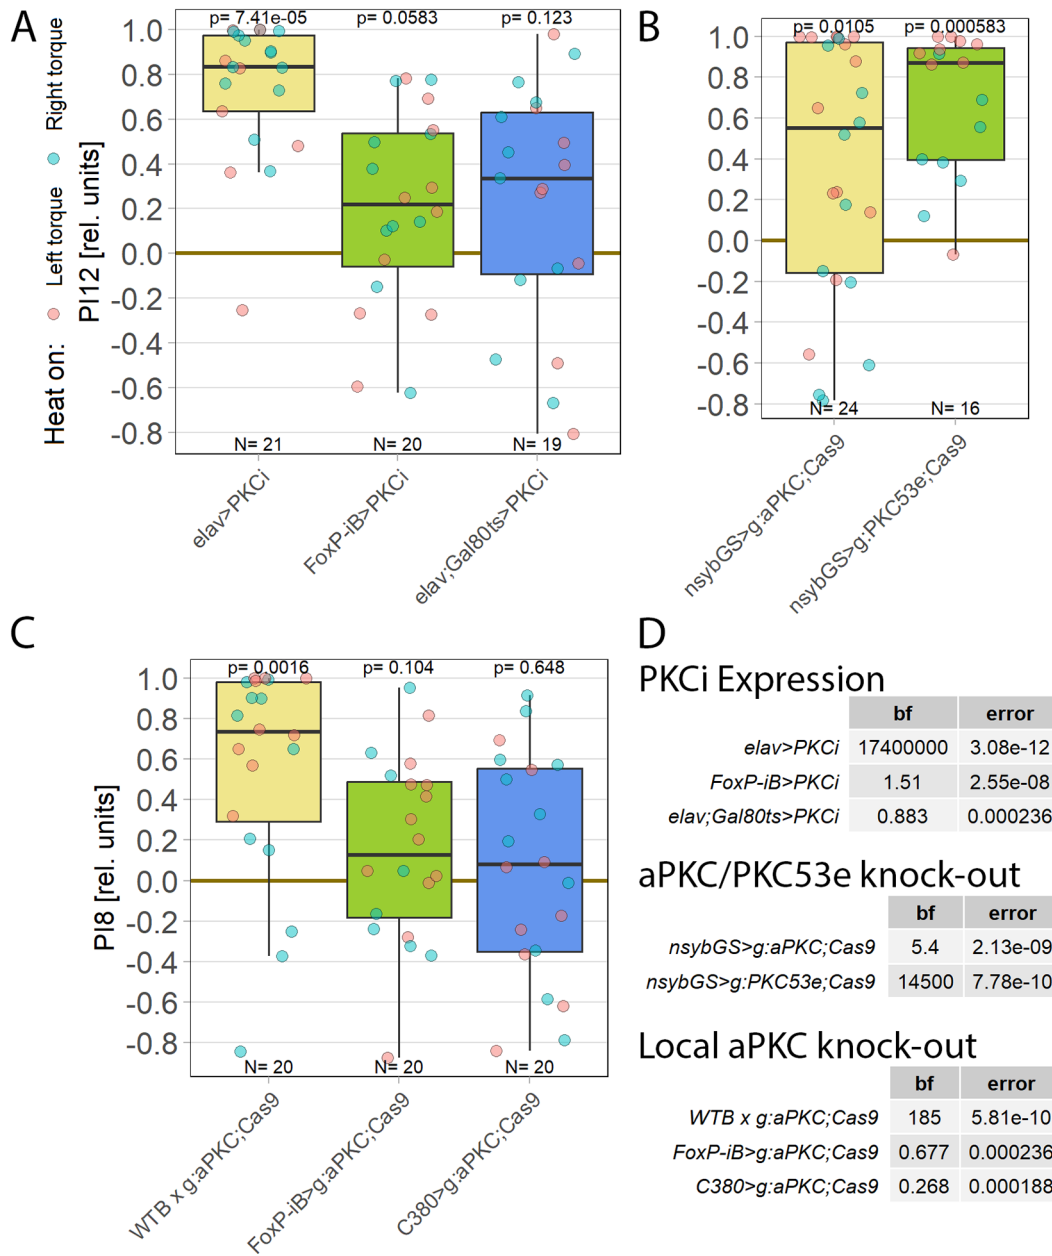 A
p= 7.41e-05 p= 0.0583 p= 0.123
1.0
0.8
0.6
0.4
0.2
0.0
-0.2
-0.4
-0.6
-0.8
PI12 [rel. units]
Heat on: Left torque Right torque
N= 21 N= 20 N= 19
elav>PKCi
FoxP-iB>PKCi
elav;Gal80ts>PKCi
B
p= 0.0105 p= 0.000583
1.0
0.8
0.6
0.4
0.2
0.0
-0.2
-0.4
-0.6
-0.8
N= 24 N= 16
nsybGS>g:aPKC;Cas9
nsybGS>g:PKC53e;Cas9
C
p= 0.0016 p= 0.104 p= 0.648
1.0
0.8
0.6
0.4
0.2
0.0
-0.2
-0.4
-0.6
-0.8
PI8 [rel. units]
N= 20 N= 20 N= 20
WTB x g:aPKC;Cas9
FoxP-iB>g:aPKC;Cas9
C380>g:aPKC;Cas9
D
PKCi Expression
bf error
elav>PKCi 17400000 3.08e-12
FoxP-iB>PKCi 1.51 2.55e-08
elav;Gal80ts>PKCi 0.883 0.000236
aPKC/PKC53e knock-out
bf error
nsybGS>g:aPKC;Cas9 5.4 2.13e-09
nsybGS>g:PKC53e;Cas9 14500 7.78e-10
Local aPKC knock-out
bf error
WTB x g:aPKC;Cas9 185 5.81e-10
FoxP-iB>g:aPKC;Cas9 0.677 0.000236
C380>g:aPKC;Cas9 0.268 0.000188